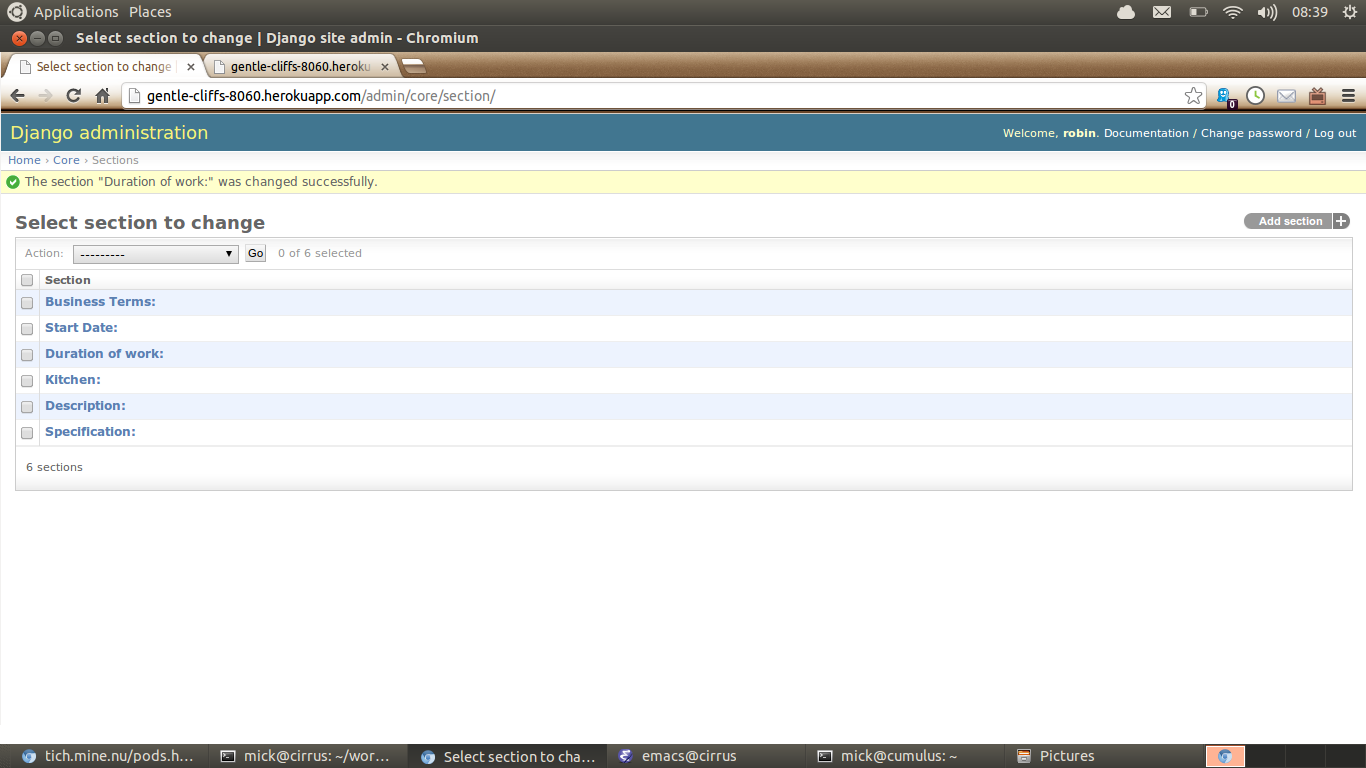 Applications Places 08:39
Select section to change | Django site admin - Chromium
Select section to change gentle-cliffs-8060.heroku
gentle-cliffs-8060.herokuapp.com/admin/core/section/ 0
Django administration Welcome, robin. Documentation / Change password / Log out
Home › Core › Sections
The section "Duration of work:" was changed successfully.
Select section to change Add section +
Action: --------- Go 0 of 6 selected
Section
Business Terms:
Start Date:
Duration of work:
Kitchen:
Description:
Specification:
6 sections
tich.mine.nu/pods.h... mick@cirrus: ~/wor... Select section to cha... emacs@cirrus mick@cumulus: ~ Pictures